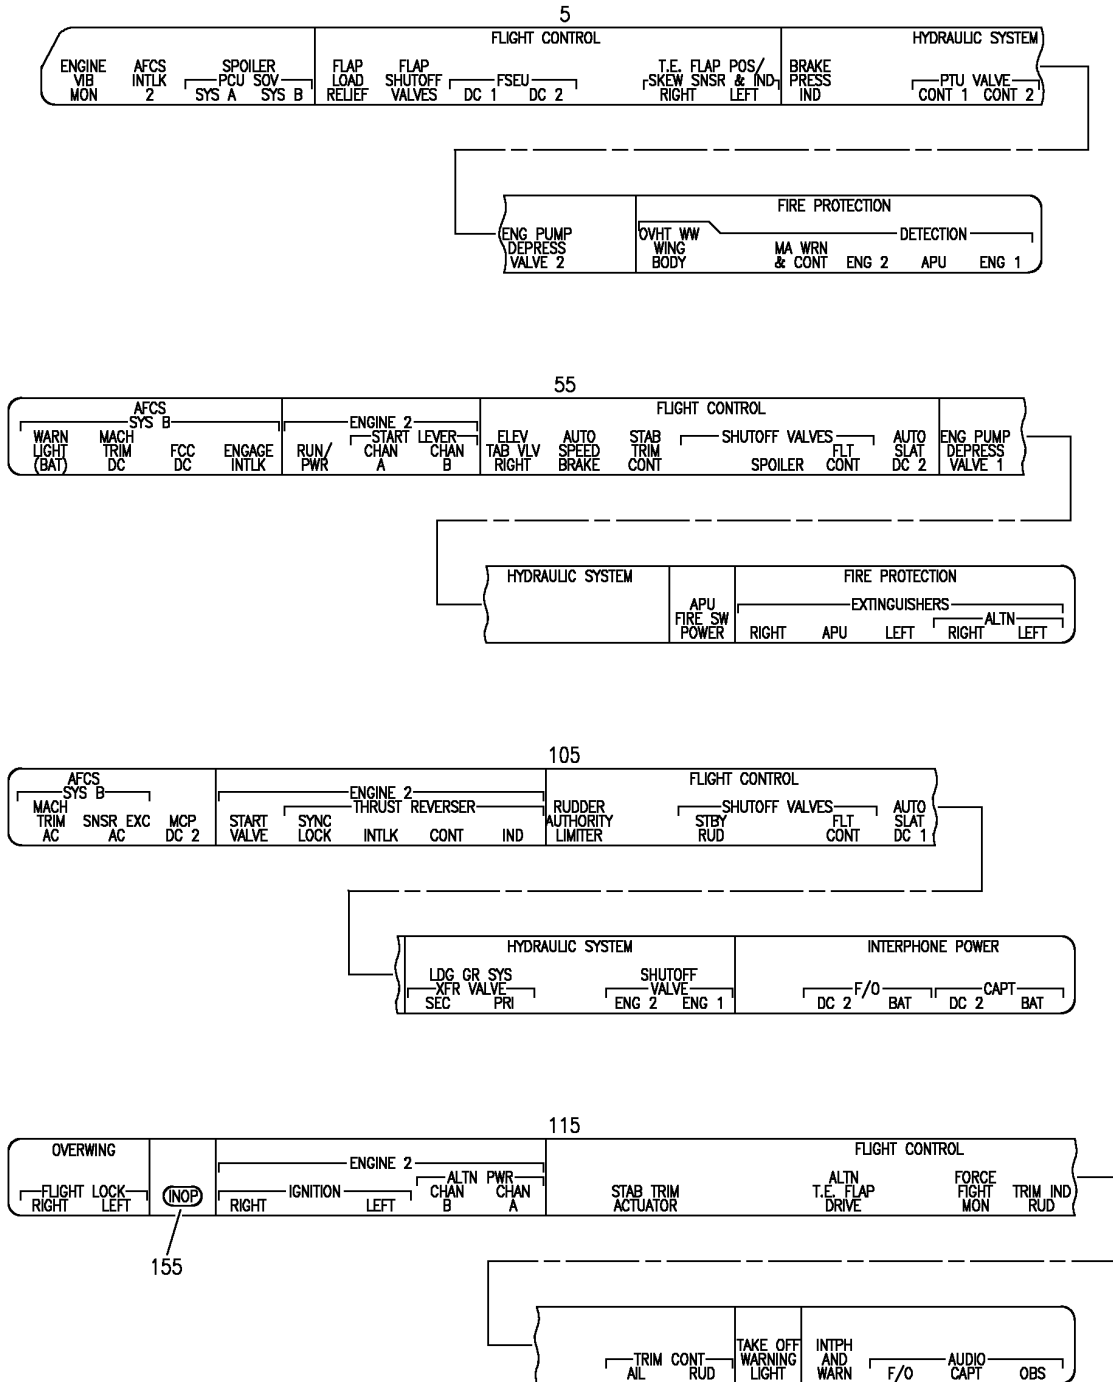 5
FLIGHT CONTROL HYDRAULIC SYSTEM
ENGINE AFCS SPOILER FLAP FLAP T.E. FLAP POS/ BRAKE
VIB INTLK PCU SOV LOAD SHUTOFF FSEU SKEW SNSR & IND PRESS PTU VALVE
MON 2 SYS A SYS B RELIEF VALVES DC 1 DC 2 RIGHT LEFT IND CONT 1 CONT 2
FIRE PROTECTION
ENG PUMP OVHT WW DETECTION
DEPRESS WING MA WRN
VALVE 2 BODY & CONT ENG 2 APU ENG 1
55
AFCS FLIGHT CONTROL
SYS B ENGINE 2
WARN MACH START LEVER ELEV AUTO STAB SHUTOFF VALVES AUTO ENG PUMP
LIGHT TRIM FCC ENGAGE RUN/ CHAN CHAN TAB VLV SPEED TRIM FLT SLAT DEPRESS
(BAT) DC DC INTLK PWR A B RIGHT BRAKE CONT SPOILER CONT DC 2 VALVE 1
HYDRAULIC SYSTEM FIRE PROTECTION
APU EXTINGUISHERS
FIRE SW ALTN
POWER RIGHT APU LEFT RIGHT LEFT
105
AFCS FLIGHT CONTROL
SYS B ENGINE 2
MACH THRUST REVERSER RUDDER SHUTOFF VALVES AUTO
TRIM SNSR EXC MCP START SYNC AUTHORITY STBY FLT SLAT
AC AC DC 2 VALVE LOCK INTLK CONT IND LIMITER RUD CONT DC 1
HYDRAULIC SYSTEM INTERPHONE POWER
LDG GR SYS SHUTOFF
XFR VALVE VALVE F/O CAPT
SEC PRI ENG 2 ENG 1 DC 2 BAT DC 2 BAT
115
OVERWING FLIGHT CONTROL
ENGINE 2
ALTN PWR ALTN FORCE
FLIGHT LOCK INOP IGNITION CHAN CHAN STAB TRIM T.E. FLAP FIGHT TRIM IND
RIGHT LEFT RIGHT LEFT B A ACTUATOR DRIVE MON RUD
155
TAKE OFF INTPH
TRIM CONT WARNING AND AUDIO
AIL RUD LIGHT WARN F/O CAPT OBS